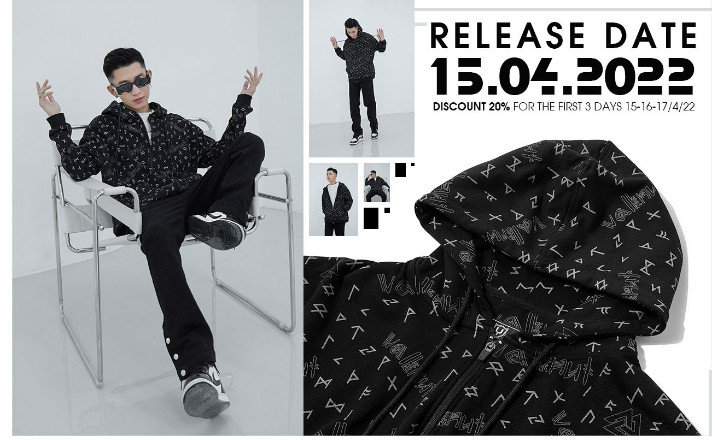 RELEASE DATE
15.04.2022
DISCOUNT 20% FOR THE FIRST 3 DAYS 15-16-17/4/22